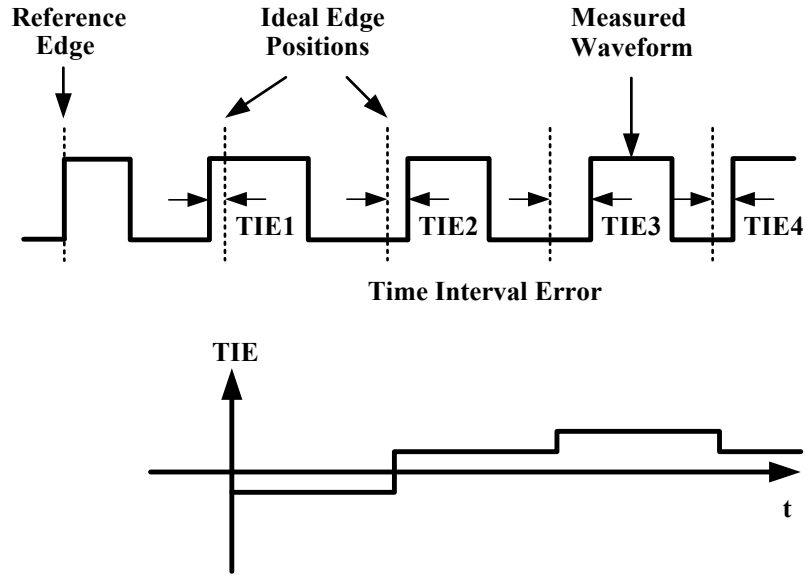 Reference
Edge
Ideal Edge
Positions
Measured
Waveform
TIE1
TIE2
TIE3
TIE4
Time Interval Error
TIE
t